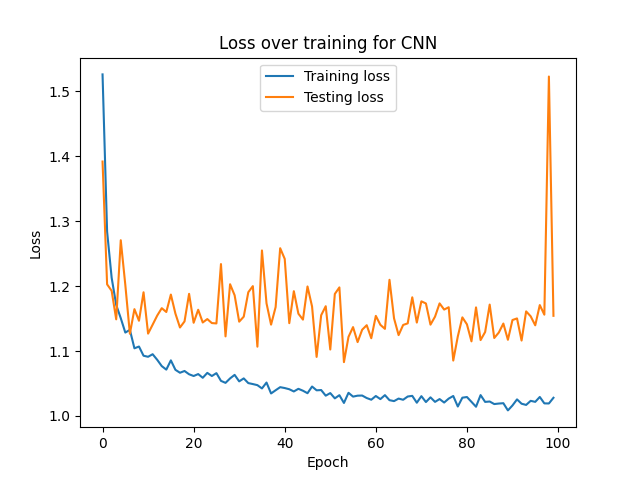 Loss over training for CNN
Training loss
Testing loss
1.5
1.4
1.3
1.2
1.1
1.0
Loss
0 20 40 60 80 100
Epoch